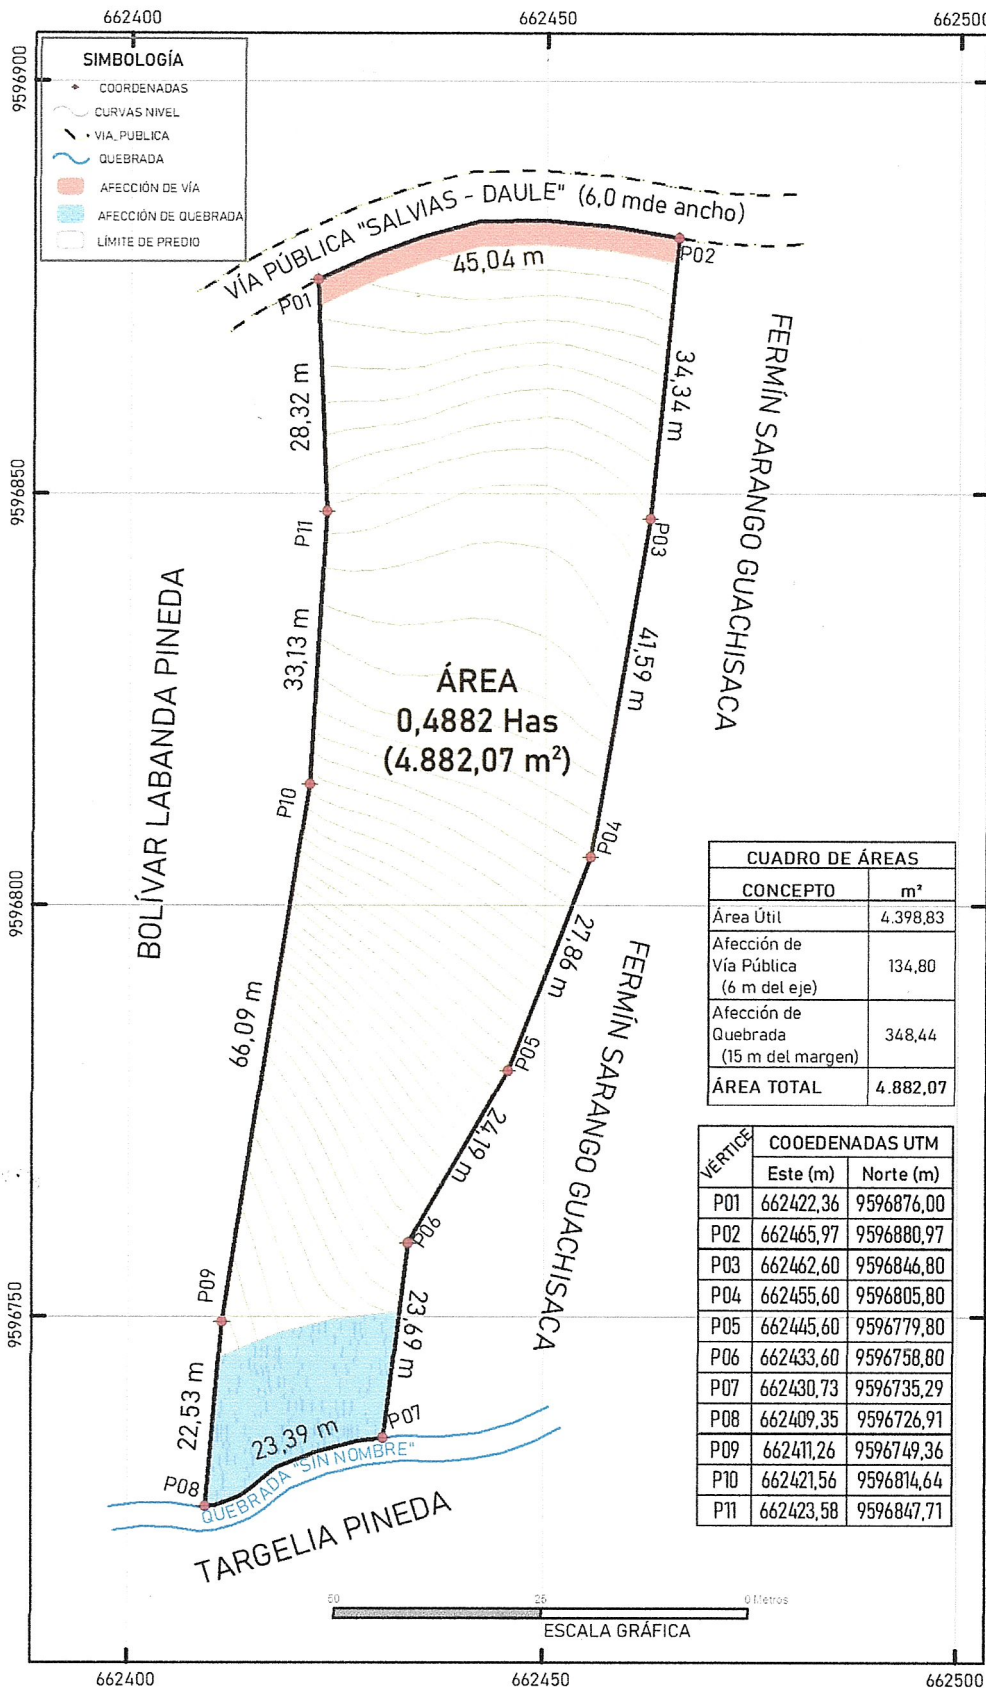 662400
662450
662500
9596900
9596850
9596800
9596750
SIMBOLOGÍA
COORDENADAS
CURVAS NIVEL
VIA_PUBLICA
QUEBRADA
AFECCIÓN DE VÍA
AFECCIÓN DE QUEBRADA
LÍMITE DE PREDIO
VÍA PÚBLICA "SALVIAS - DAULE" (6,0 mde ancho)
P01
45,04 m
P02
28,32 m
34,34 m
FERMÍN SARANGO GUACHISACA
P11
P03
BOLÍVAR LABANDA PINEDA
33,13 m
41,59 m
ÁREA
0,4882 Has
(4.882,07 m²)
P10
P04
66,09 m
27,86 m
FERMÍN SARANGO GUACHISACA
P05
24,19 m
P06
P09
23,69 m
22,53 m
23,39 m
P07
P08
QUEBRADA "SIN NOMBRE"
TARGELIA PINEDA
CUADRO DE ÁREAS
CONCEPTO m²
Área Útil 4.398,83
Afección de
Vía Pública 134,80
(6 m del eje)
Afección de
Quebrada 348,44
(15 m del margen)
ÁREA TOTAL 4.882,07
VÉRTICE COOEDENADAS UTM
Este (m) Norte (m)
P01 662422,36 9596876,00
P02 662465,97 9596880,97
P03 662462,60 9596846,80
P04 662455,60 9596805,80
P05 662445,60 9596779,80
P06 662433,60 9596758,80
P07 662430,73 9596735,29
P08 662409,35 9596726,91
P09 662411,26 9596749,36
P10 662421,56 9596814,64
P11 662423,58 9596847,71
50 25 0 Metros
ESCALA GRÁFICA
662400
662450
662500